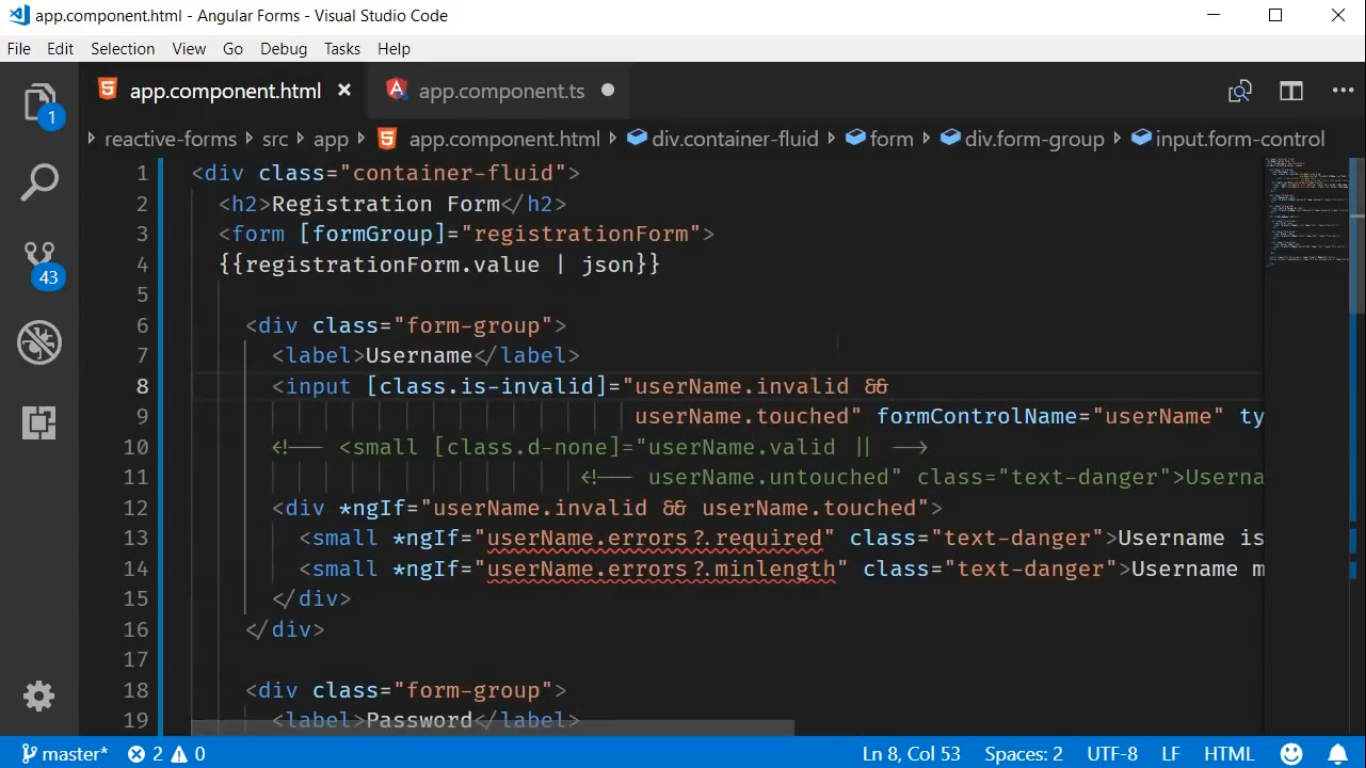 app.component.html - Angular Forms - Visual Studio Code
File Edit Selection View Go Debug Tasks Help
app.component.html app.component.ts
reactive-forms src app app.component.html div.container-fluid form div.form-group input.form-control
1 <div class="container-fluid">
2 <h2>Registration Form</h2>
3 <form [formGroup]="registrationForm">
4 {{registrationForm.value | json}}
5
6 <div class="form-group">
7 <label>Username</label>
8 <input [class.is-invalid]="userName.invalid &&
9 userName.touched" formControlName="userName" ty
10 <!-- <small [class.d-none]="userName.valid || -->
11 <!-- userName.untouched" class="text-danger">Userna
12 <div *ngIf="userName.invalid && userName.touched">
13 <small *ngIf="userName.errors?.required" class="text-danger">Username is
14 <small *ngIf="userName.errors?.minlength" class="text-danger">Username m
15 </div>
16 </div>
17
18 <div class="form-group">
19 <label>Password</label>
1
43
master* 2 0 Ln 8, Col 53 Spaces: 2 UTF-8 LF HTML